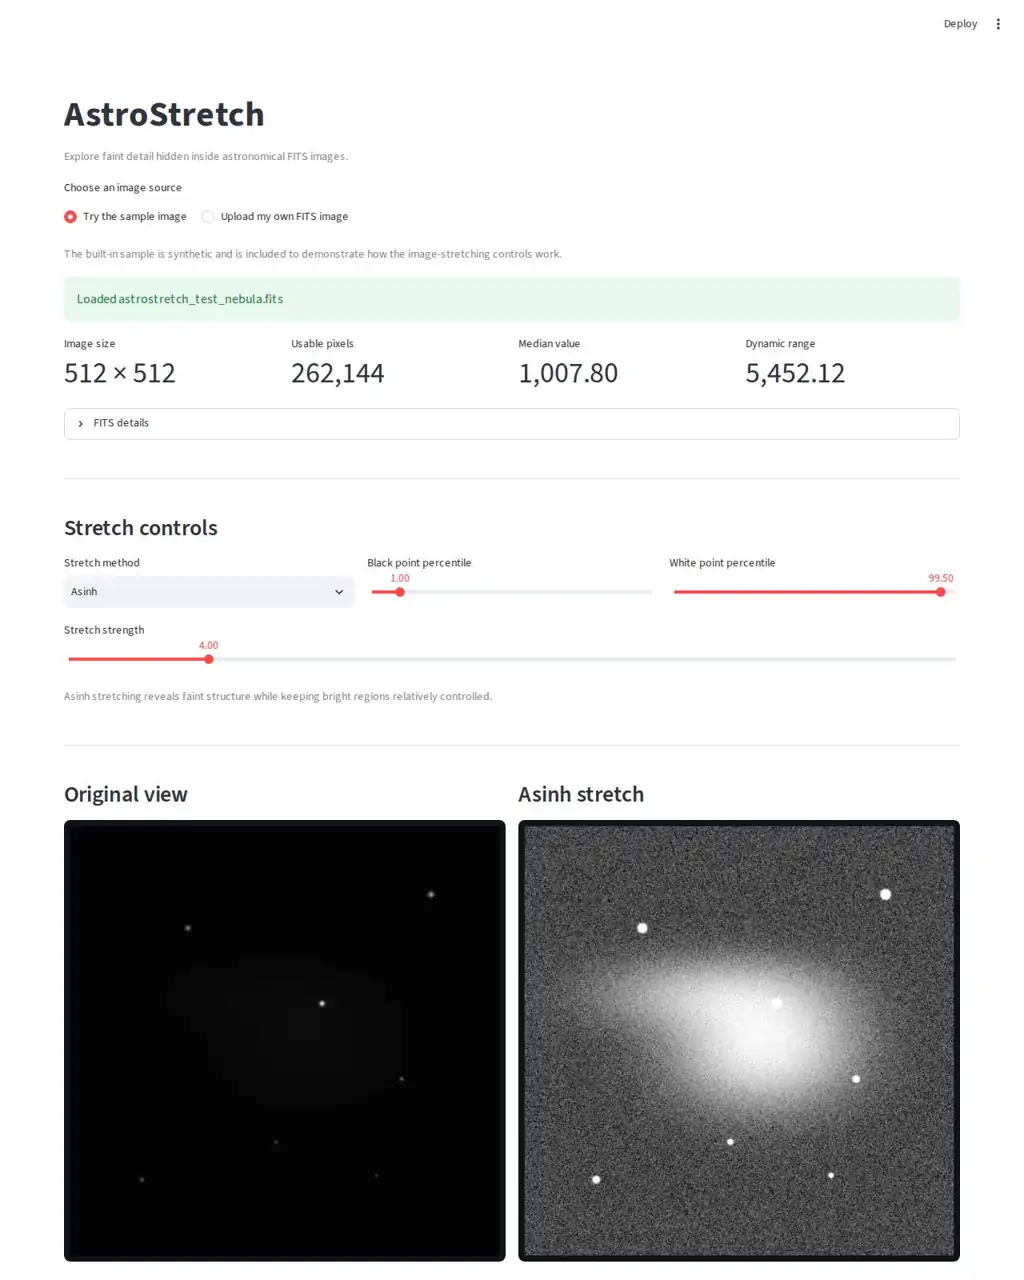 Deploy
AstroStretch
Explore faint detail hidden inside astronomical FITS images.
Choose an image source
Try the sample image Upload my own FITS image
The built-in sample is synthetic and is included to demonstrate how the image-stretching controls work.
Loaded astrostretch_test_nebula.fits
Image size Usable pixels Median value Dynamic range
512 × 512 262,144 1,007.80 5,452.12
FITS details
Stretch controls
Stretch method Black point percentile White point percentile
1.00 99.50
Asinh
Stretch strength
4.00
Asinh stretching reveals faint structure while keeping bright regions relatively controlled.
Original view Asinh stretch